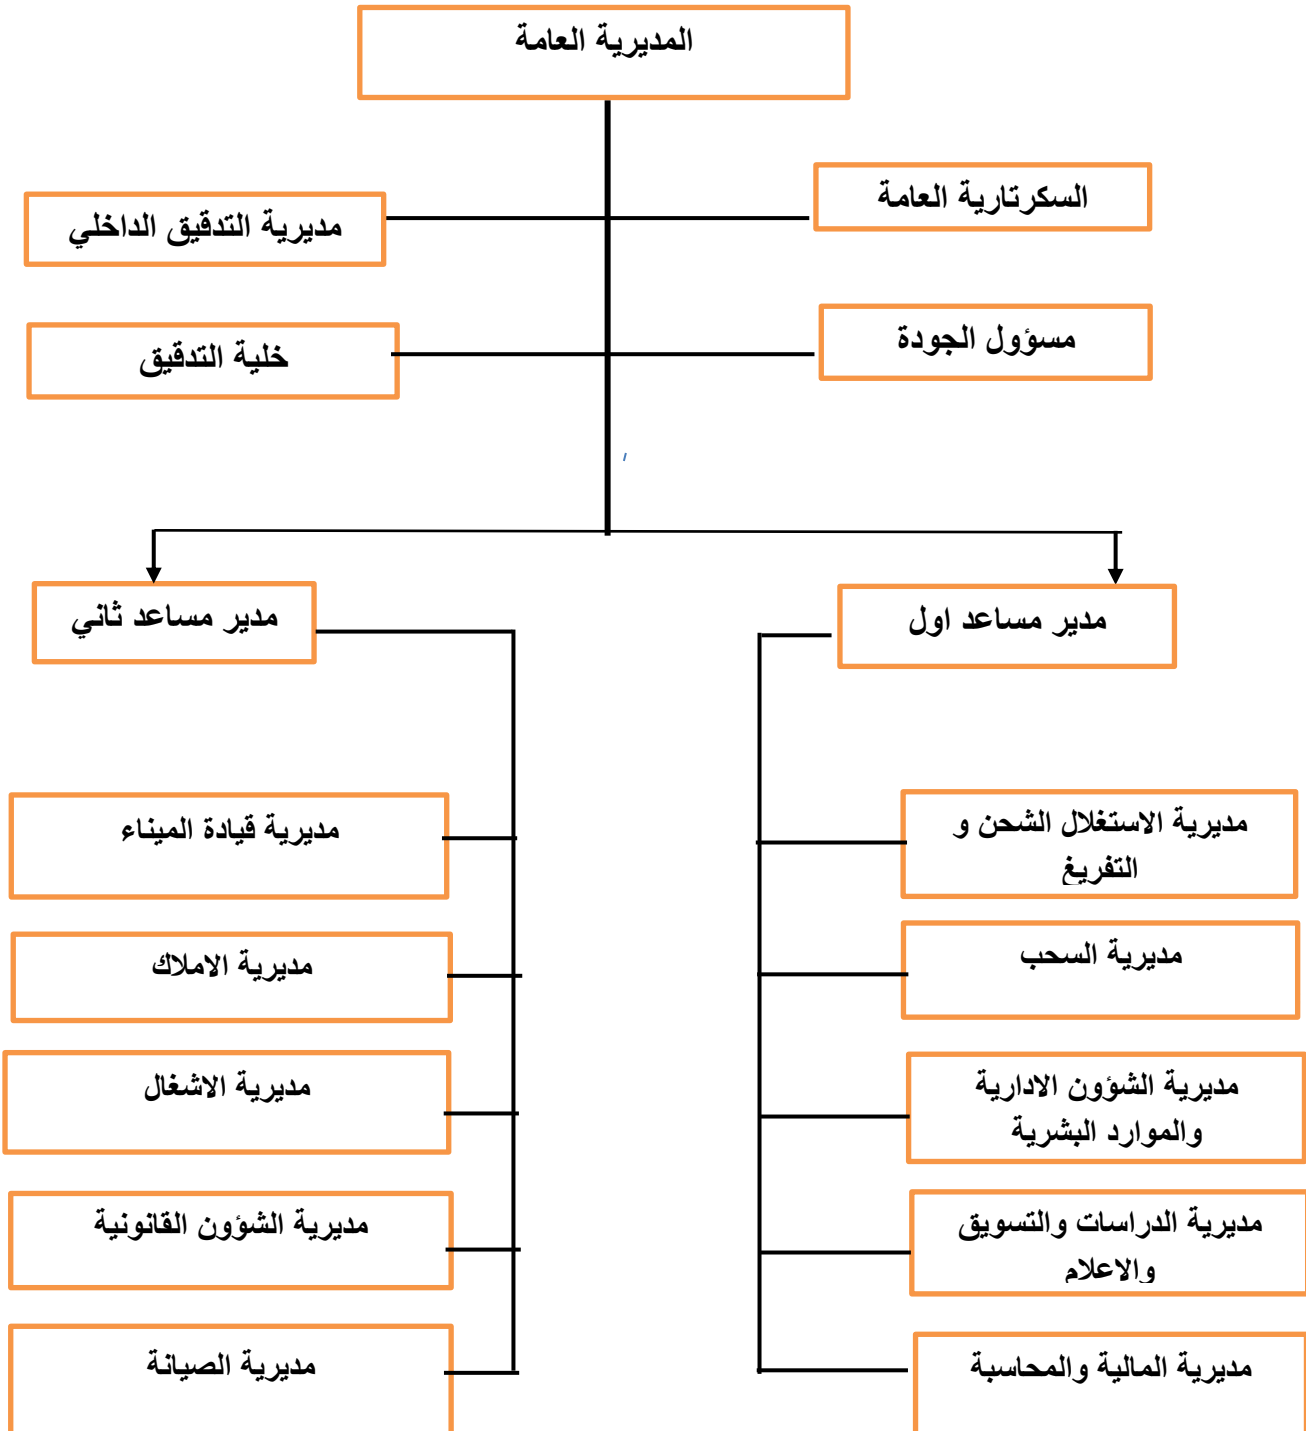 المديرية العامة
السكرتارية العامة
مديرية التدقيق الداخلي
مسؤول الجودة
خلية التدقيق
مدير مساعد اول
مدير مساعد ثاني
مديرية الاستغلال الشحن و
التفريغ
مديرية السحب
مديرية الشؤون الادارية
والموارد البشرية
مديرية الدراسات والتسويق
والاعلام
مديرية المالية والمحاسبة
مديرية قيادة الميناء
مديرية الاملاك
مديرية الاشغال
مديرية الشؤون القانونية
مديرية الصيانة